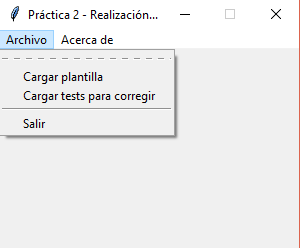 Práctica 2 - Realización...
Archivo Acerca de
Cargar plantilla
Cargar tests para corregir
Salir